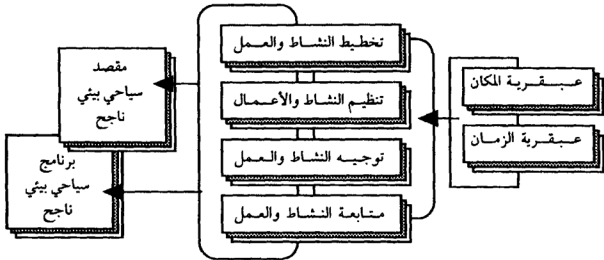 عبقرية المكان
عبقرية الزمان
تخطيط النشاط والعمل
تنظيم النشاط والأعمال
توجيه النشاط والعمل
متابعة النشاط والعمل
مقصد
سياحي بيئي
ناجح
برنامج
سياحي بيئي
ناجح